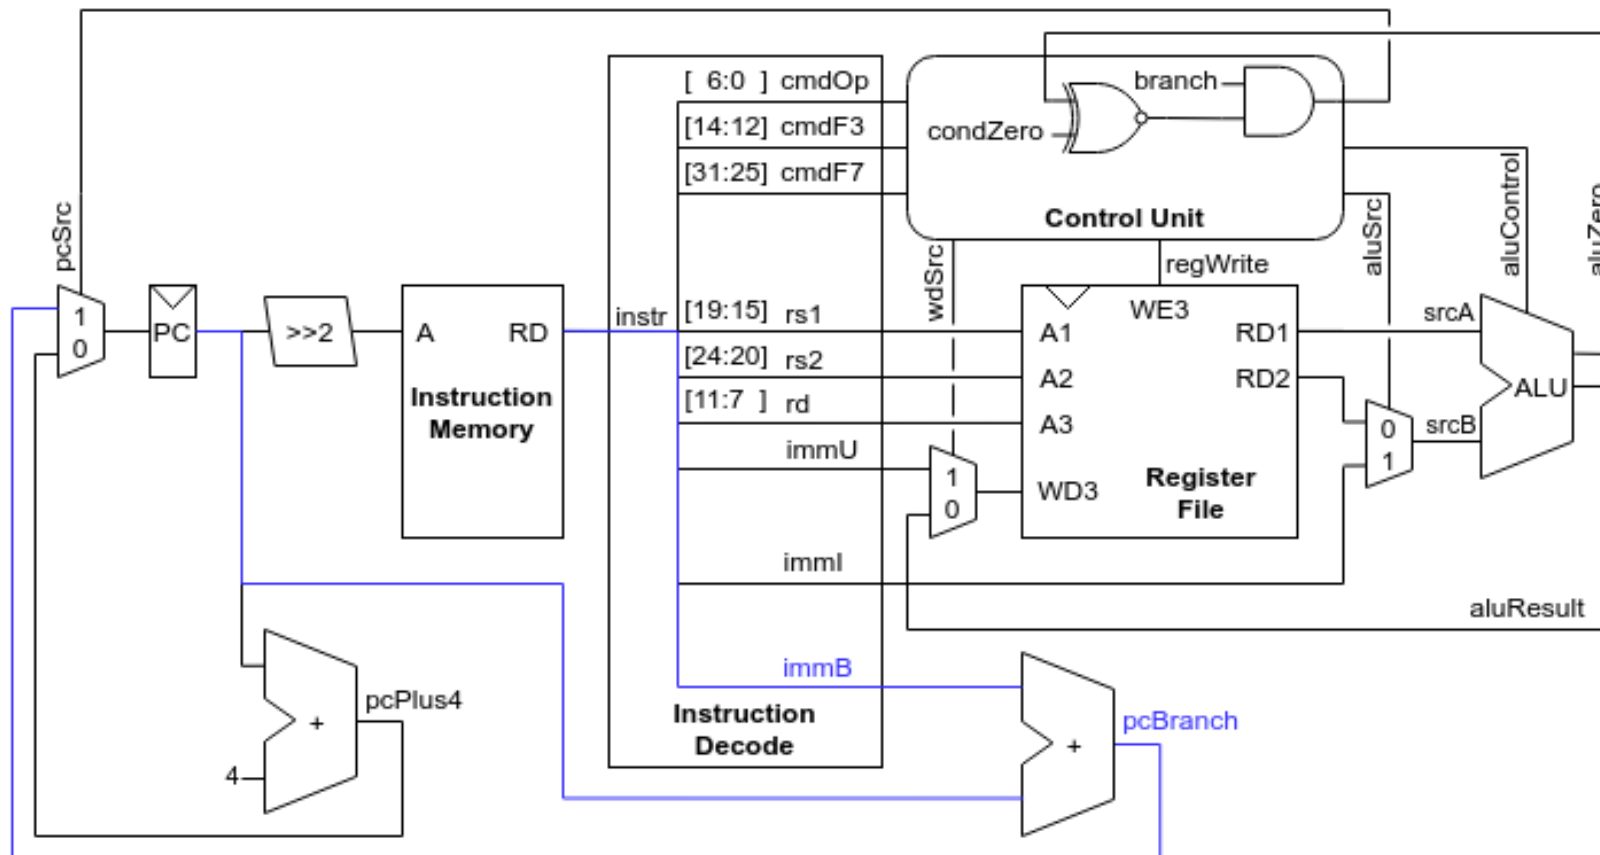 [ 6:0 ] cmdOp
branch
[14:12] cmdF3
condZero
[31:25] cmdF7
Control Unit
pcSrc
wdSrc
regWrite
aluSrc
aluControl
aluZero
1
0
PC
>>2
A
RD
Instruction
Memory
instr
[19:15] rs1
[24:20] rs2
[11:7 ] rd
immU
1
0
WE3
A1
RD1
A2
RD2
A3
WD3
Register
File
srcA
0
1
srcB
ALU
immI
aluResult
immB
Instruction
Decode
pcPlus4
+
4
pcBranch
+